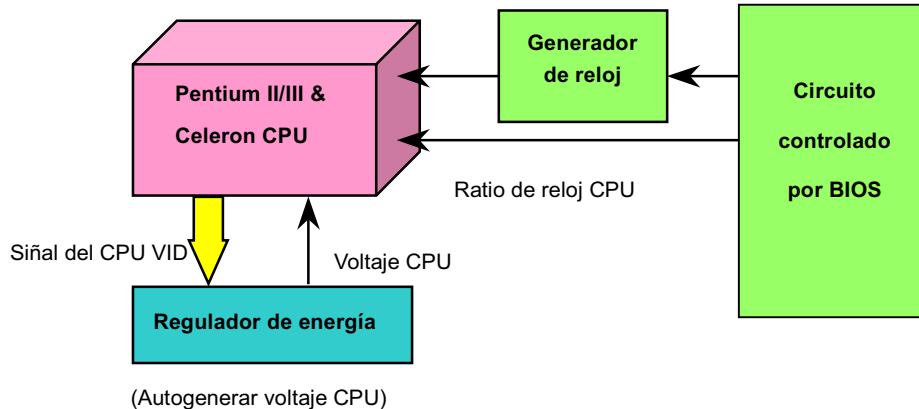 Generador
de reloj
Pentium II/III &
Celeron CPU
Circuito
controlado
por BIOS
Ratio de reloj CPU
Siñal del CPU VID
Voltaje CPU
Regulador de energía
(Autogenerar voltaje CPU)